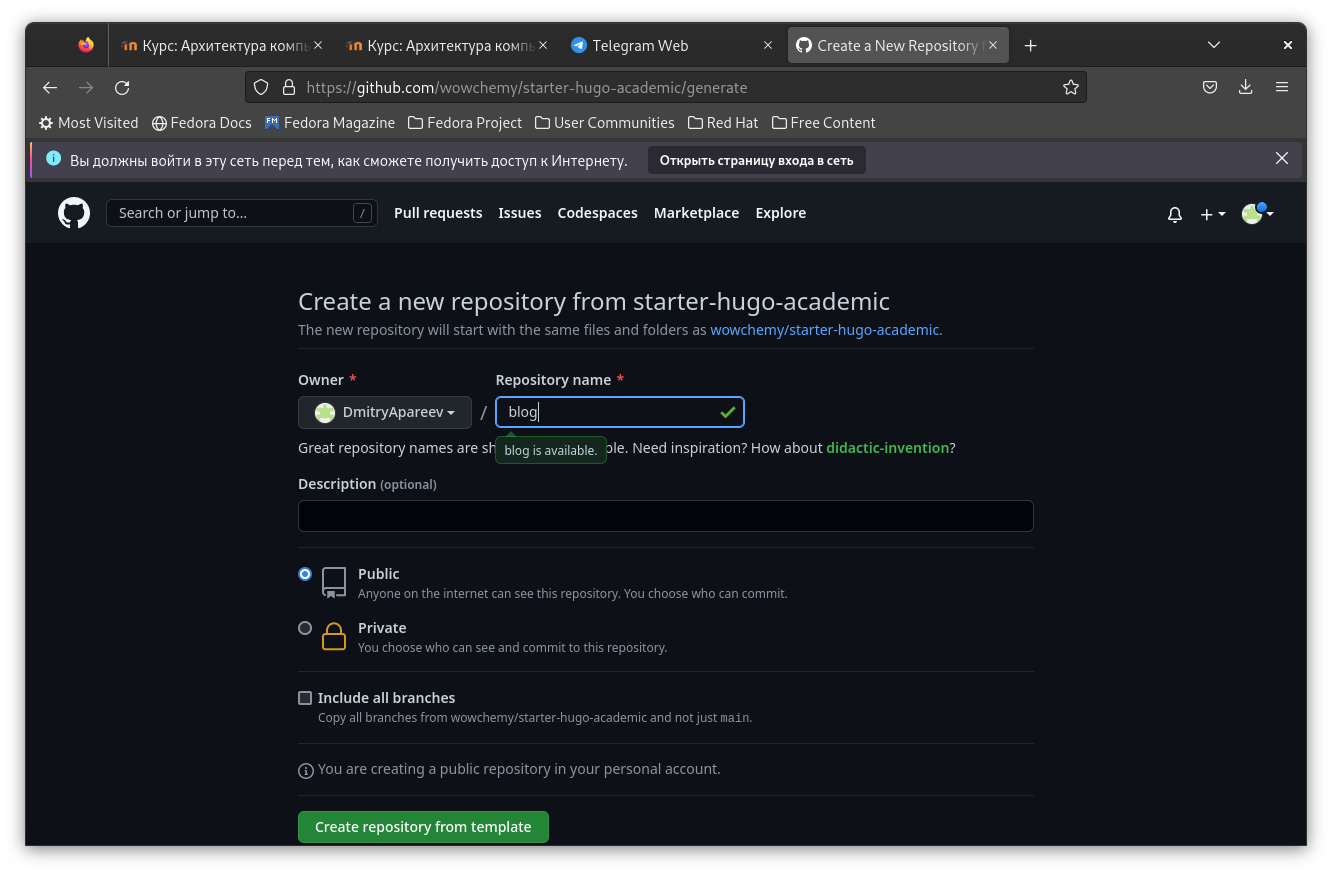 Курс: Архитектура компь
Курс: Архитектура компь
Telegram Web
Create a New Repository f
https://github.com/wowchemy/starter-hugo-academic/generate
Most Visited Fedora Docs Fedora Magazine Fedora Project User Communities Red Hat Free Content
Вы должны войти в эту сеть перед тем, как сможете получить доступ к Интернету. Открыть страницу входа в сеть
Search or jump to... / Pull requests Issues Codespaces Marketplace Explore
Create a new repository from starter-hugo-academic
The new repository will start with the same files and folders as wowchemy/starter-hugo-academic.
Owner * Repository name *
DmitryApareev / blog
Great repository names are sh ble. Need inspiration? How about didactic-invention?
blog is available.
Description (optional)
Public
Anyone on the internet can see this repository. You choose who can commit.
Private
You choose who can see and commit to this repository.
Include all branches
Copy all branches from wowchemy/starter-hugo-academic and not just main.
You are creating a public repository in your personal account.
Create repository from template